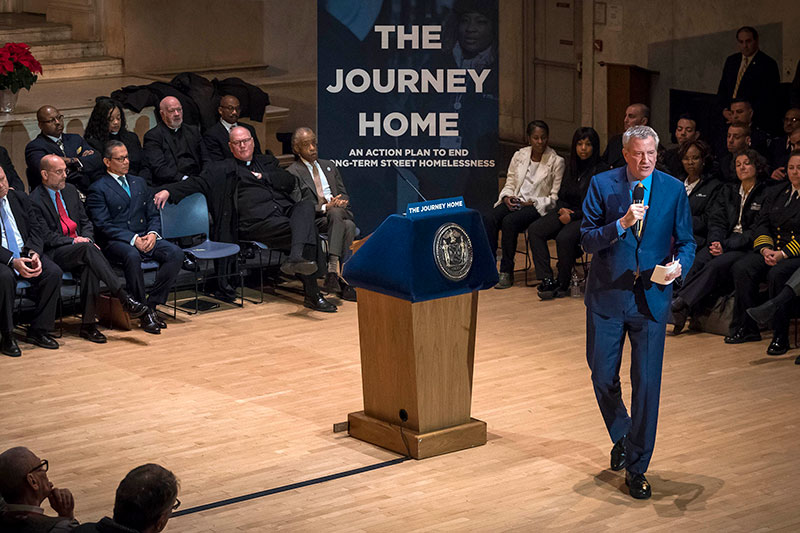 THE
JOURNEY
HOME
AN ACTION PLAN TO END
LONG-TERM STREET HOMELESSNESS
THE JOURNEY HOME